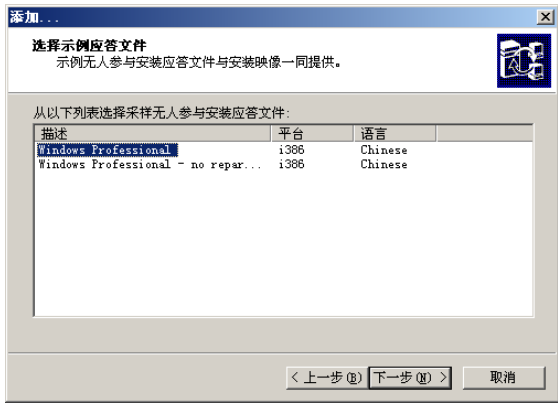 添加...
选择示例应答文件
示例无人参与安装应答文件与安装映像一同提供。
从以下列表选择采样无人参与安装应答文件:
描述 平台 语言
Windows Professional i386 Chinese
Windows Professional - no repar... i386 Chinese
< 上一步(B) 下一步(N) > 取消